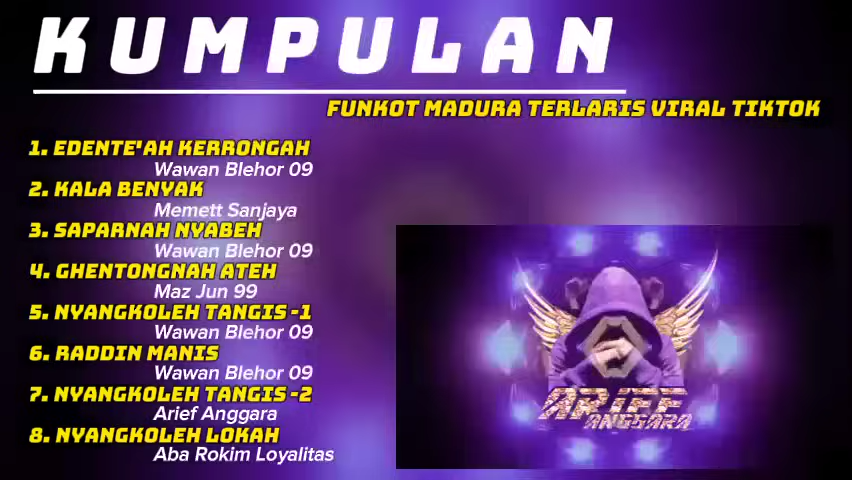 KUMPULAN
FUNKOT MADURA TERLARIS VIRAL TIKTOK
1. EDENTE'AH KERRONGAH
Wawan Blehor 09
2. KALA BENYAK
Memett Sanjaya
3. SAPARNAH NYABEH
Wawan Blehor 09
4. GHENTONGNAH ATEH
Maz Jun 99
5. NYANGKOLEH TANGIS -1
Wawan Blehor 09
6. RADDIN MANIS
Wawan Blehor 09
7. NYANGKOLEH TANGIS -2
Arief Anggara
8. NYANGKOLEH LOKAH
Aba Rokim Loyalitas
ARIEF
ANGGARA